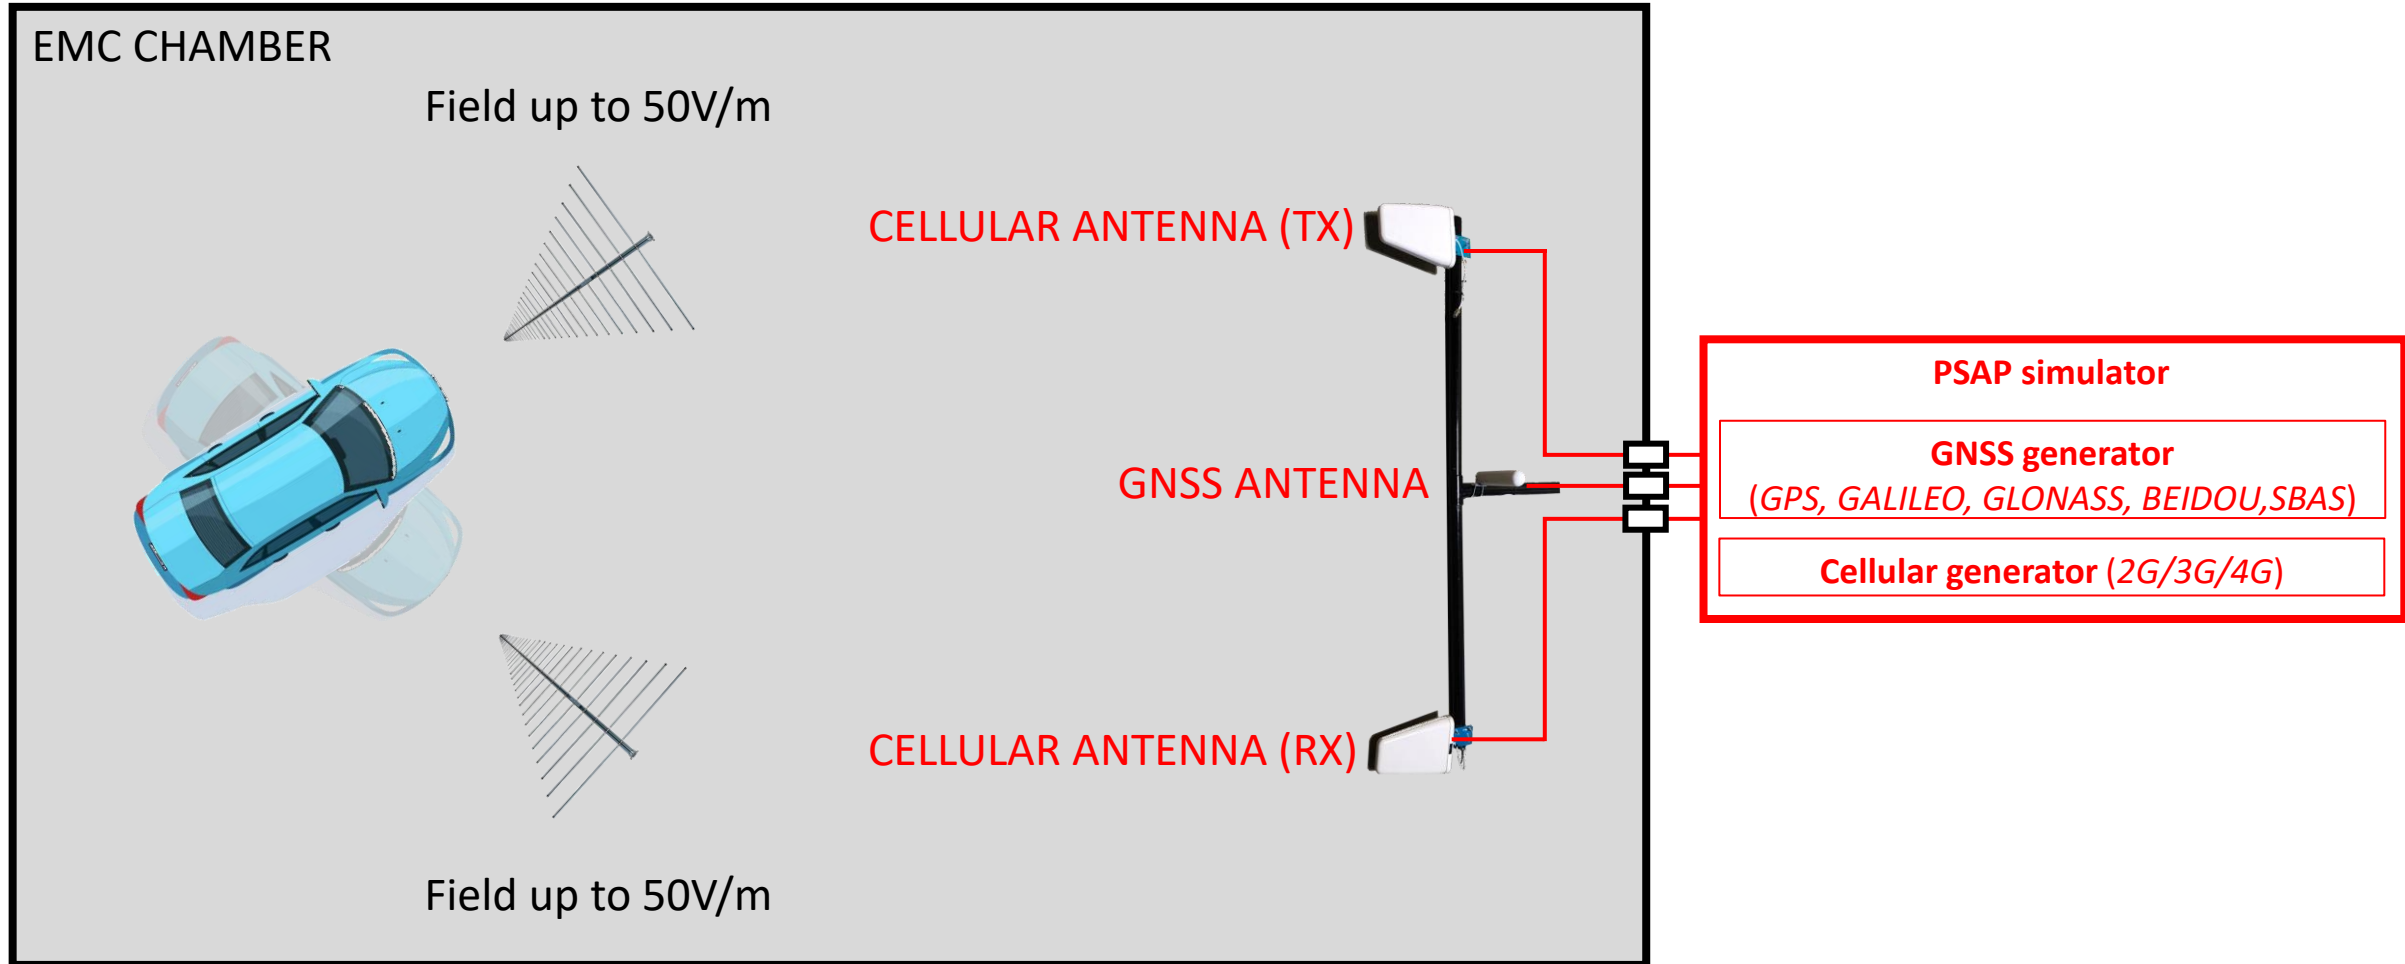 EMC CHAMBER
Field up to 50V/m
CELLULAR ANTENNA (TX)
GNSS ANTENNA
CELLULAR ANTENNA (RX)
Field up to 50V/m
PSAP simulator
GNSS generator
(GPS, GALILEO, GLONASS, BEIDOU,SBAS)
Cellular generator (2G/3G/4G)